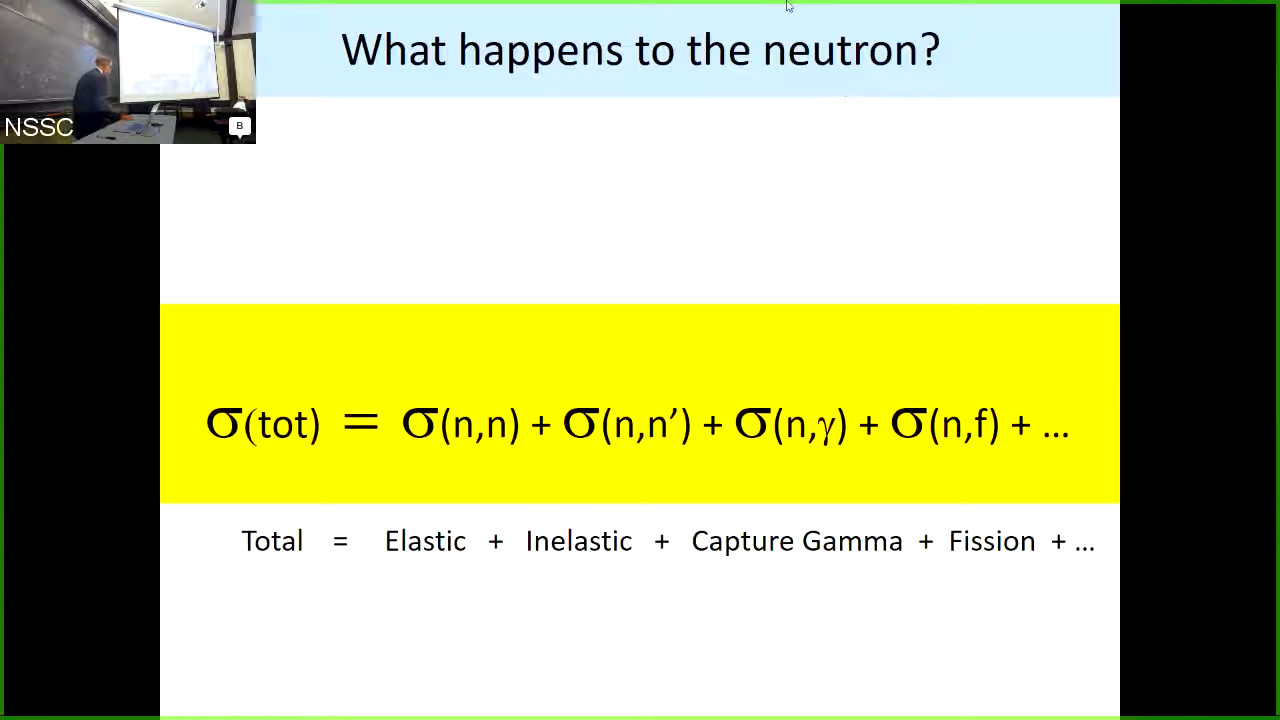 What happens to the neutron?
NSSC
B
σ(tot) = σ(n,n) + σ(n,n’) + σ(n,γ) + σ(n,f) + ...
Total = Elastic + Inelastic + Capture Gamma + Fission + ...